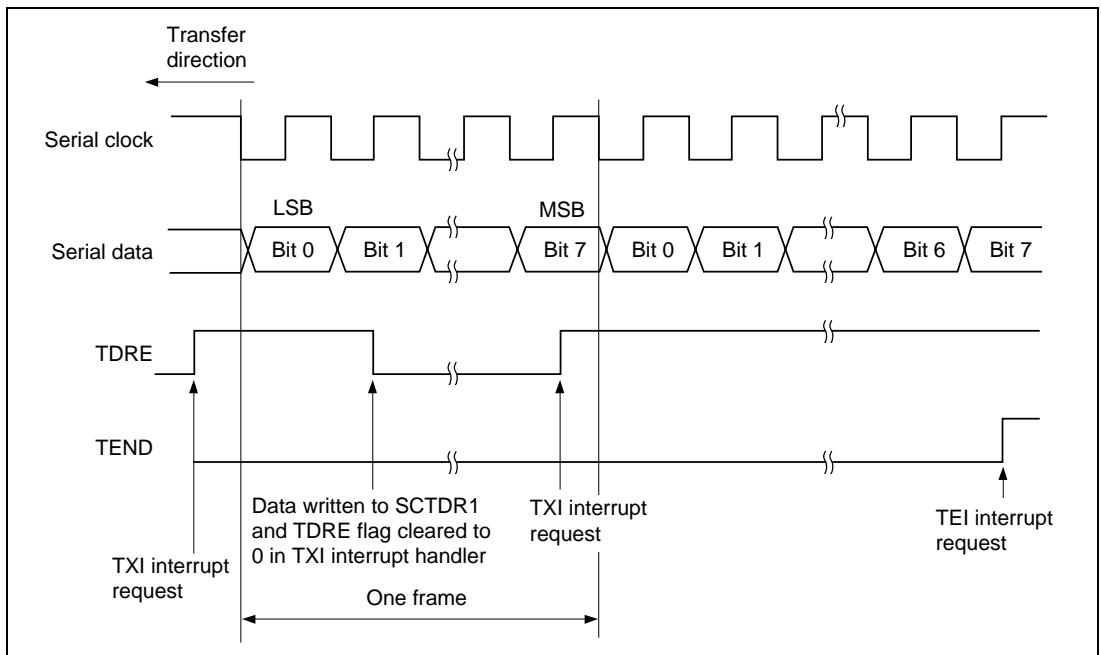 Transfer
direction
Serial clock
LSB
MSB
Serial data
Bit 0
Bit 1
Bit 7
Bit 0
Bit 1
Bit 6
Bit 7
TDRE
TEND
Data written to SCTDR1
and TDRE flag cleared to
0 in TXI interrupt handler
TXI interrupt
request
TEI interrupt
request
TXI interrupt
request
One frame